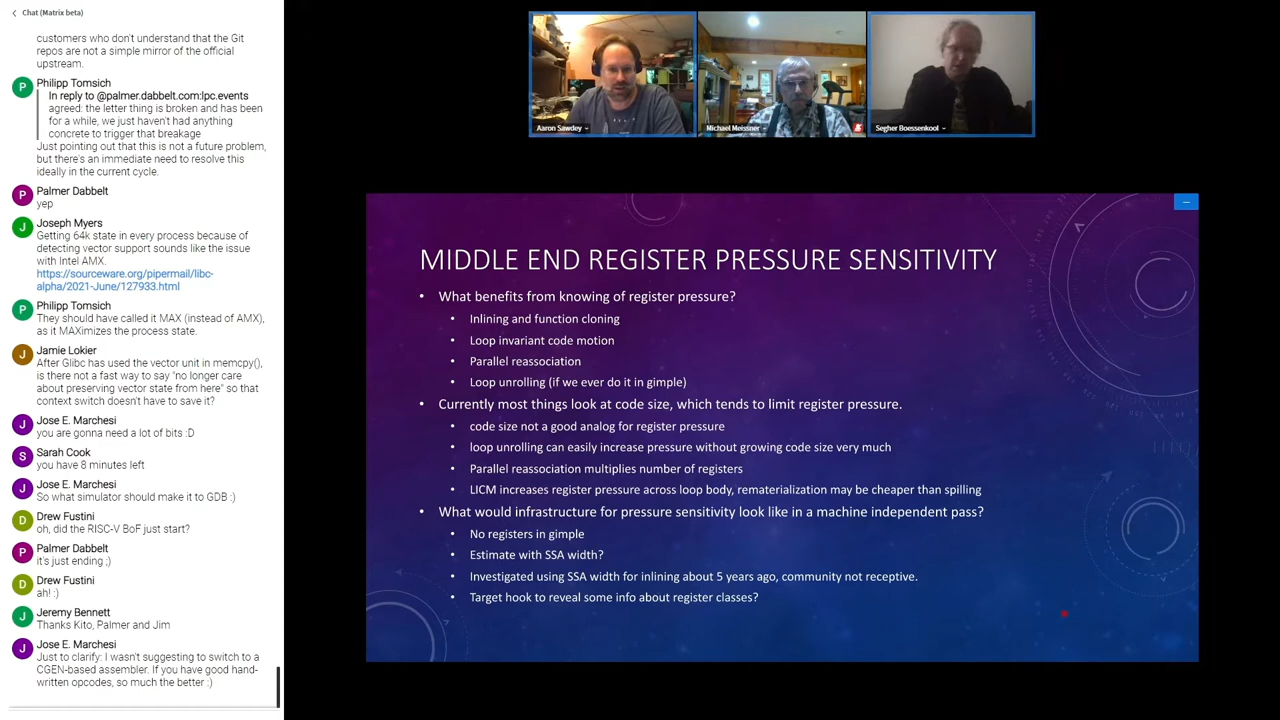 Chat (Matrix beta)
customers who don't understand that the Git
repos are not a simple mirror of the official
upstream.
P
Philipp Tomsich
In reply to @palmer.dabbelt.com:lpc.events
agreed: the letter thing is broken and has been
for a while, we just haven't had anything
concrete to trigger that breakage
Just pointing out that this is not a future problem,
but there's an immediate need to resolve this
ideally in the current cycle.
P
Palmer Dabbelt
yep
J
Joseph Myers
Getting 64k state in every process because of
detecting vector support sounds like the issue
with Intel AMX.
https://sourceware.org/pipermail/libc-
alpha/2021-June/127933.html
P
Philipp Tomsich
They should have called it MAX (instead of AMX),
as it MAXimizes the process state.
J
Jamie Lokier
After Glibc has used the vector unit in memcpy(),
is there not a fast way to say "no longer care
about preserving vector state from here" so that
context switch doesn't have to save it?
J
Jose E. Marchesi
you are gonna need a lot of bits :D
S
Sarah Cook
you have 8 minutes left
J
Jose E. Marchesi
So what simulator should make it to GDB :)
D
Drew Fustini
oh, did the RISC-V BoF just start?
P
Palmer Dabbelt
it's just ending ;)
D
Drew Fustini
ah! :)
J
Jeremy Bennett
Thanks Kito, Palmer and Jim
J
Jose E. Marchesi
Just to clarify: I wasn't suggesting to switch to a
CGEN-based assembler. If you have good hand-
written opcodes, so much the better :)
Aaron Sawdey
Michael Meissner
Segher Boessenkool
MIDDLE END REGISTER PRESSURE SENSITIVITY
• What benefits from knowing of register pressure?
• Inlining and function cloning
• Loop invariant code motion
• Parallel reassociation
• Loop unrolling (if we ever do it in gimple)
• Currently most things look at code size, which tends to limit register pressure.
• code size not a good analog for register pressure
• loop unrolling can easily increase pressure without growing code size very much
• Parallel reassociation multiplies number of registers
• LICM increases register pressure across loop body, rematerialization may be cheaper than spilling
• What would infrastructure for pressure sensitivity look like in a machine independent pass?
• No registers in gimple
• Estimate with SSA width?
• Investigated using SSA width for inlining about 5 years ago, community not receptive.
• Target hook to reveal some info about register classes?